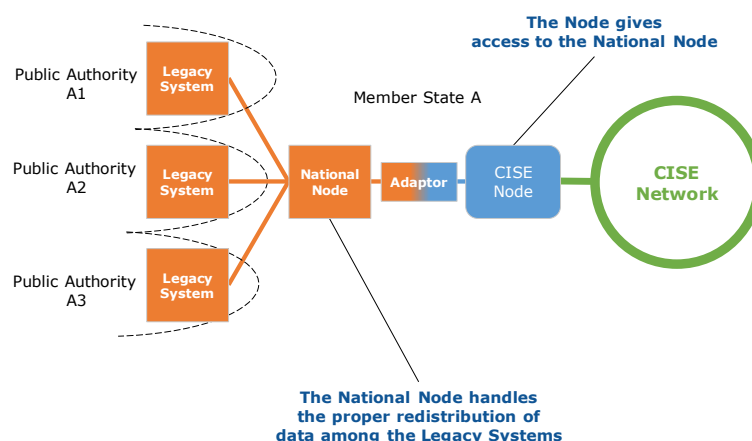 The Node gives
access to the National Node
Public Authority
A1
Legacy
System
Member State A
Public Authority
A2
Legacy
System
National
Node
Adaptor
CISE
Node
CISE
Network
Public Authority
A3
Legacy
System
The National Node handles
the proper redistribution of
data among the Legacy Systems